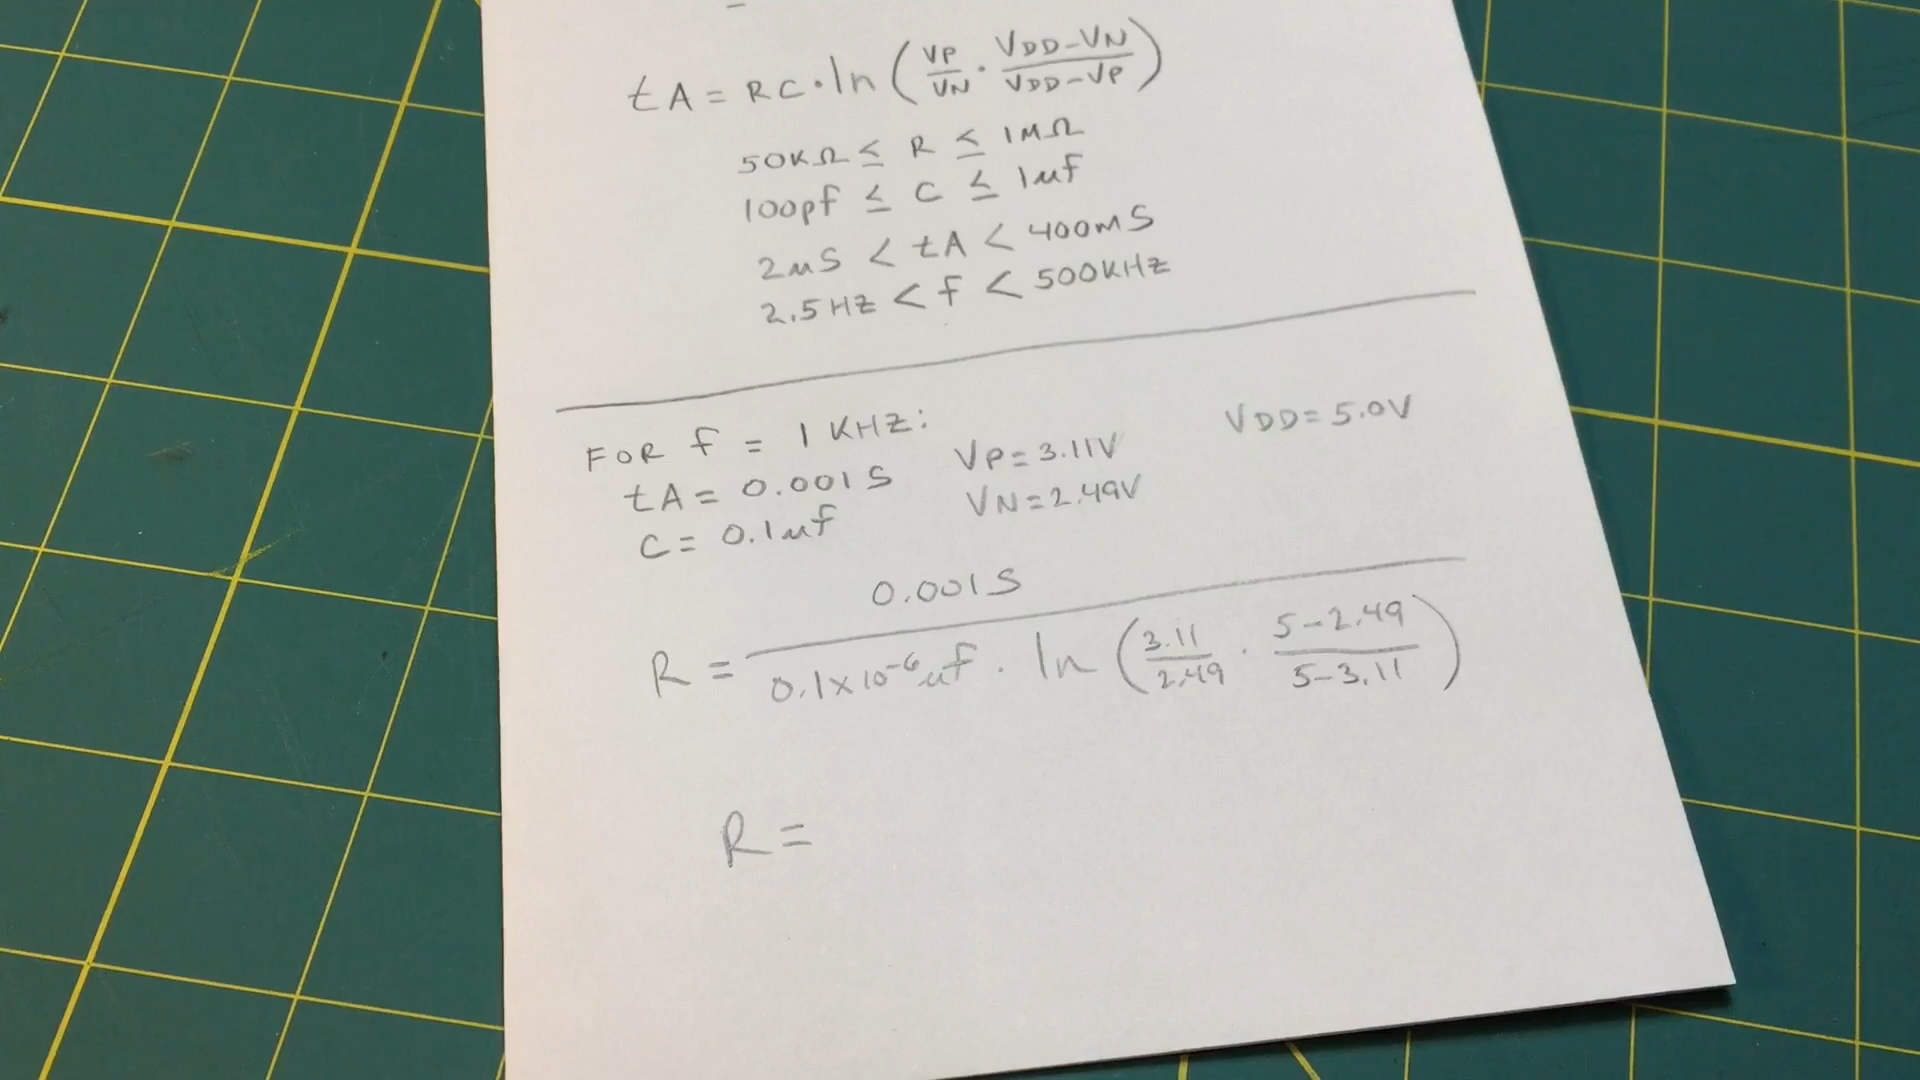 tA = RC·ln(VP/VN · VDD-VN/VDD-VP)
50KΩ ≤ R ≤ 1MΩ
100pf ≤ C ≤ 1uf
2uS < tA < 400mS
2.5HZ < f < 500KHZ
FOR f = 1 KHZ:
tA = 0.001S
C = 0.1uf
VP = 3.11V
VN = 2.49V
VDD = 5.0V
R = 0.001S / 0.1x10⁻⁶uf · ln(3.11/2.49 · 5-2.49/5-3.11)
R =